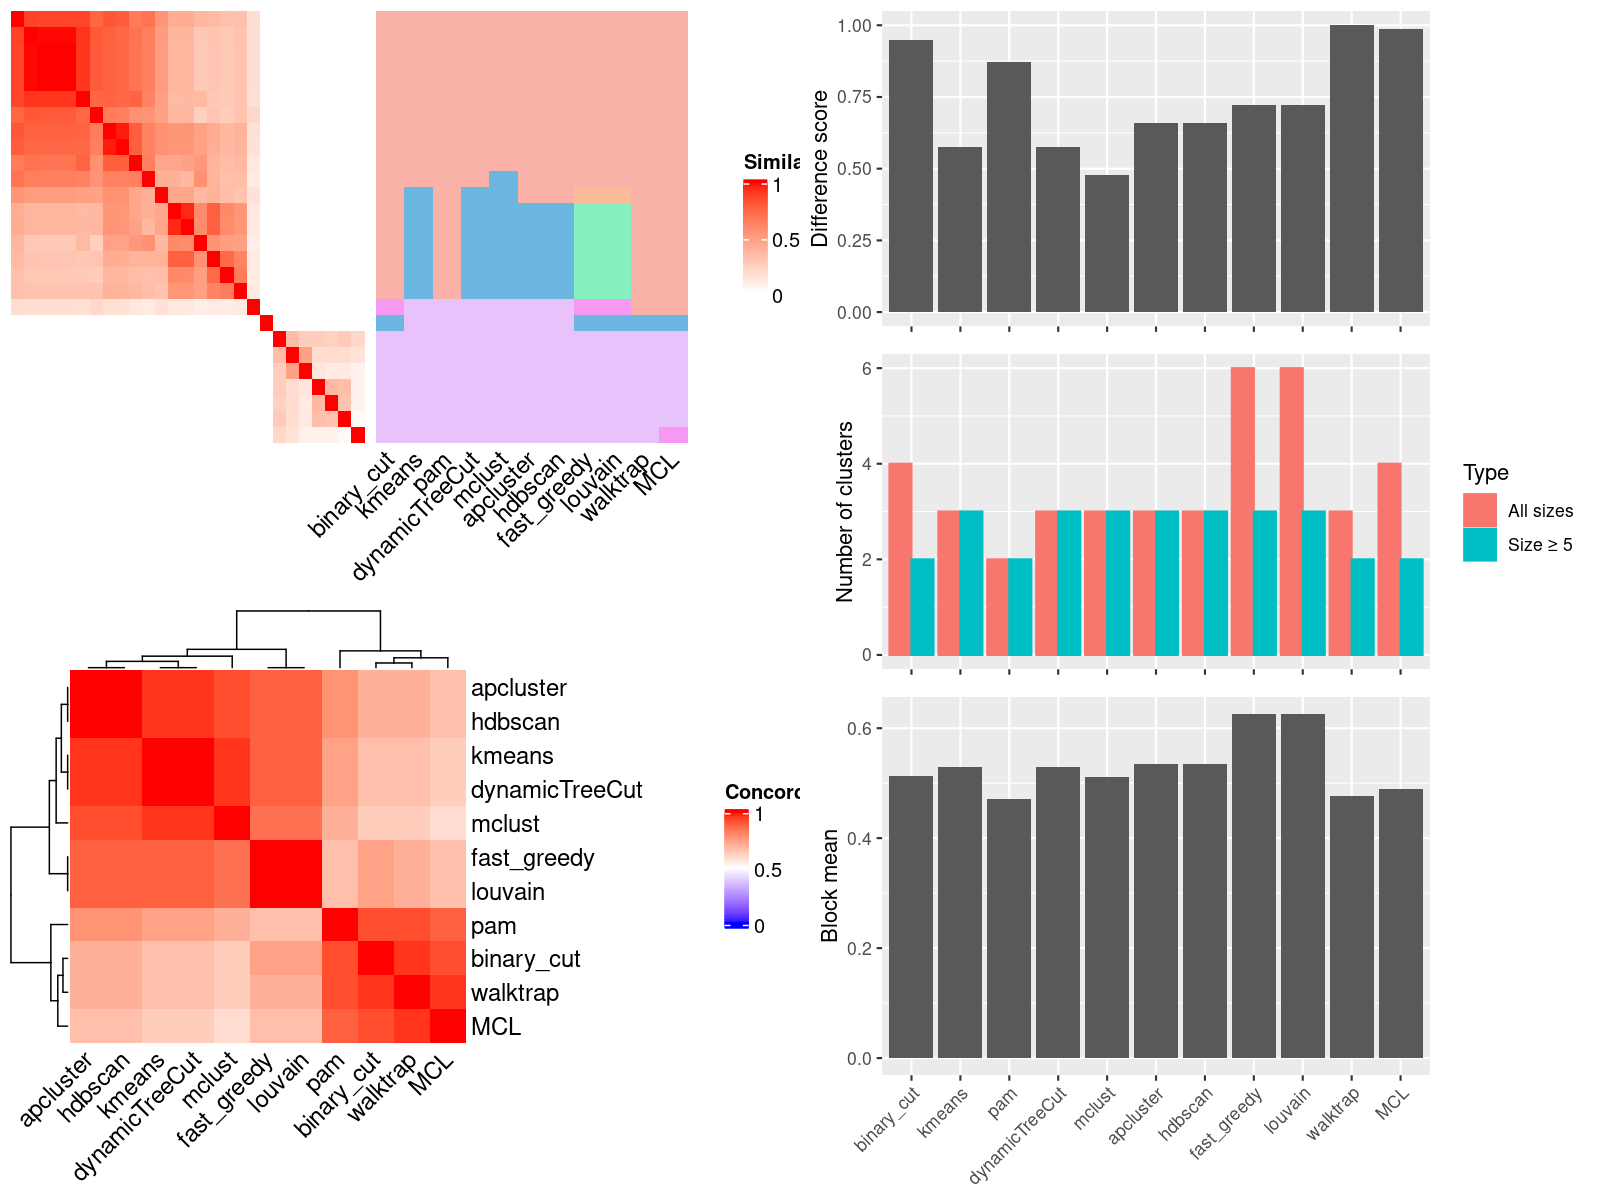 Simila
1
0.5
0
binary_cut
kmeans
pam
dynamicTreeCut
mclust
apcluster
hdbscan
fast_greedy
louvain
walktrap
MCL
apcluster
hdbscan
kmeans
dynamicTreeCut
mclust
fast_greedy
louvain
pam
binary_cut
walktrap
MCL
Concord
1
0.5
0
apcluster
hdbscan
kmeans
dynamicTreeCut
mclust
fast_greedy
louvain
pam
binary_cut
walktrap
MCL
Difference score
1.00
0.75
0.50
0.25
0.00
Number of clusters
6
4
2
0
Type
All sizes
Size ≥ 5
Block mean
0.6
0.4
0.2
0.0
binary_cut
kmeans
pam
dynamicTreeCut
mclust
apcluster
hdbscan
fast_greedy
louvain
walktrap
MCL